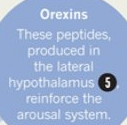 Orexins
These peptides,
produced in
the lateral
hypothalamus 5,
reinforce the
arousal system.